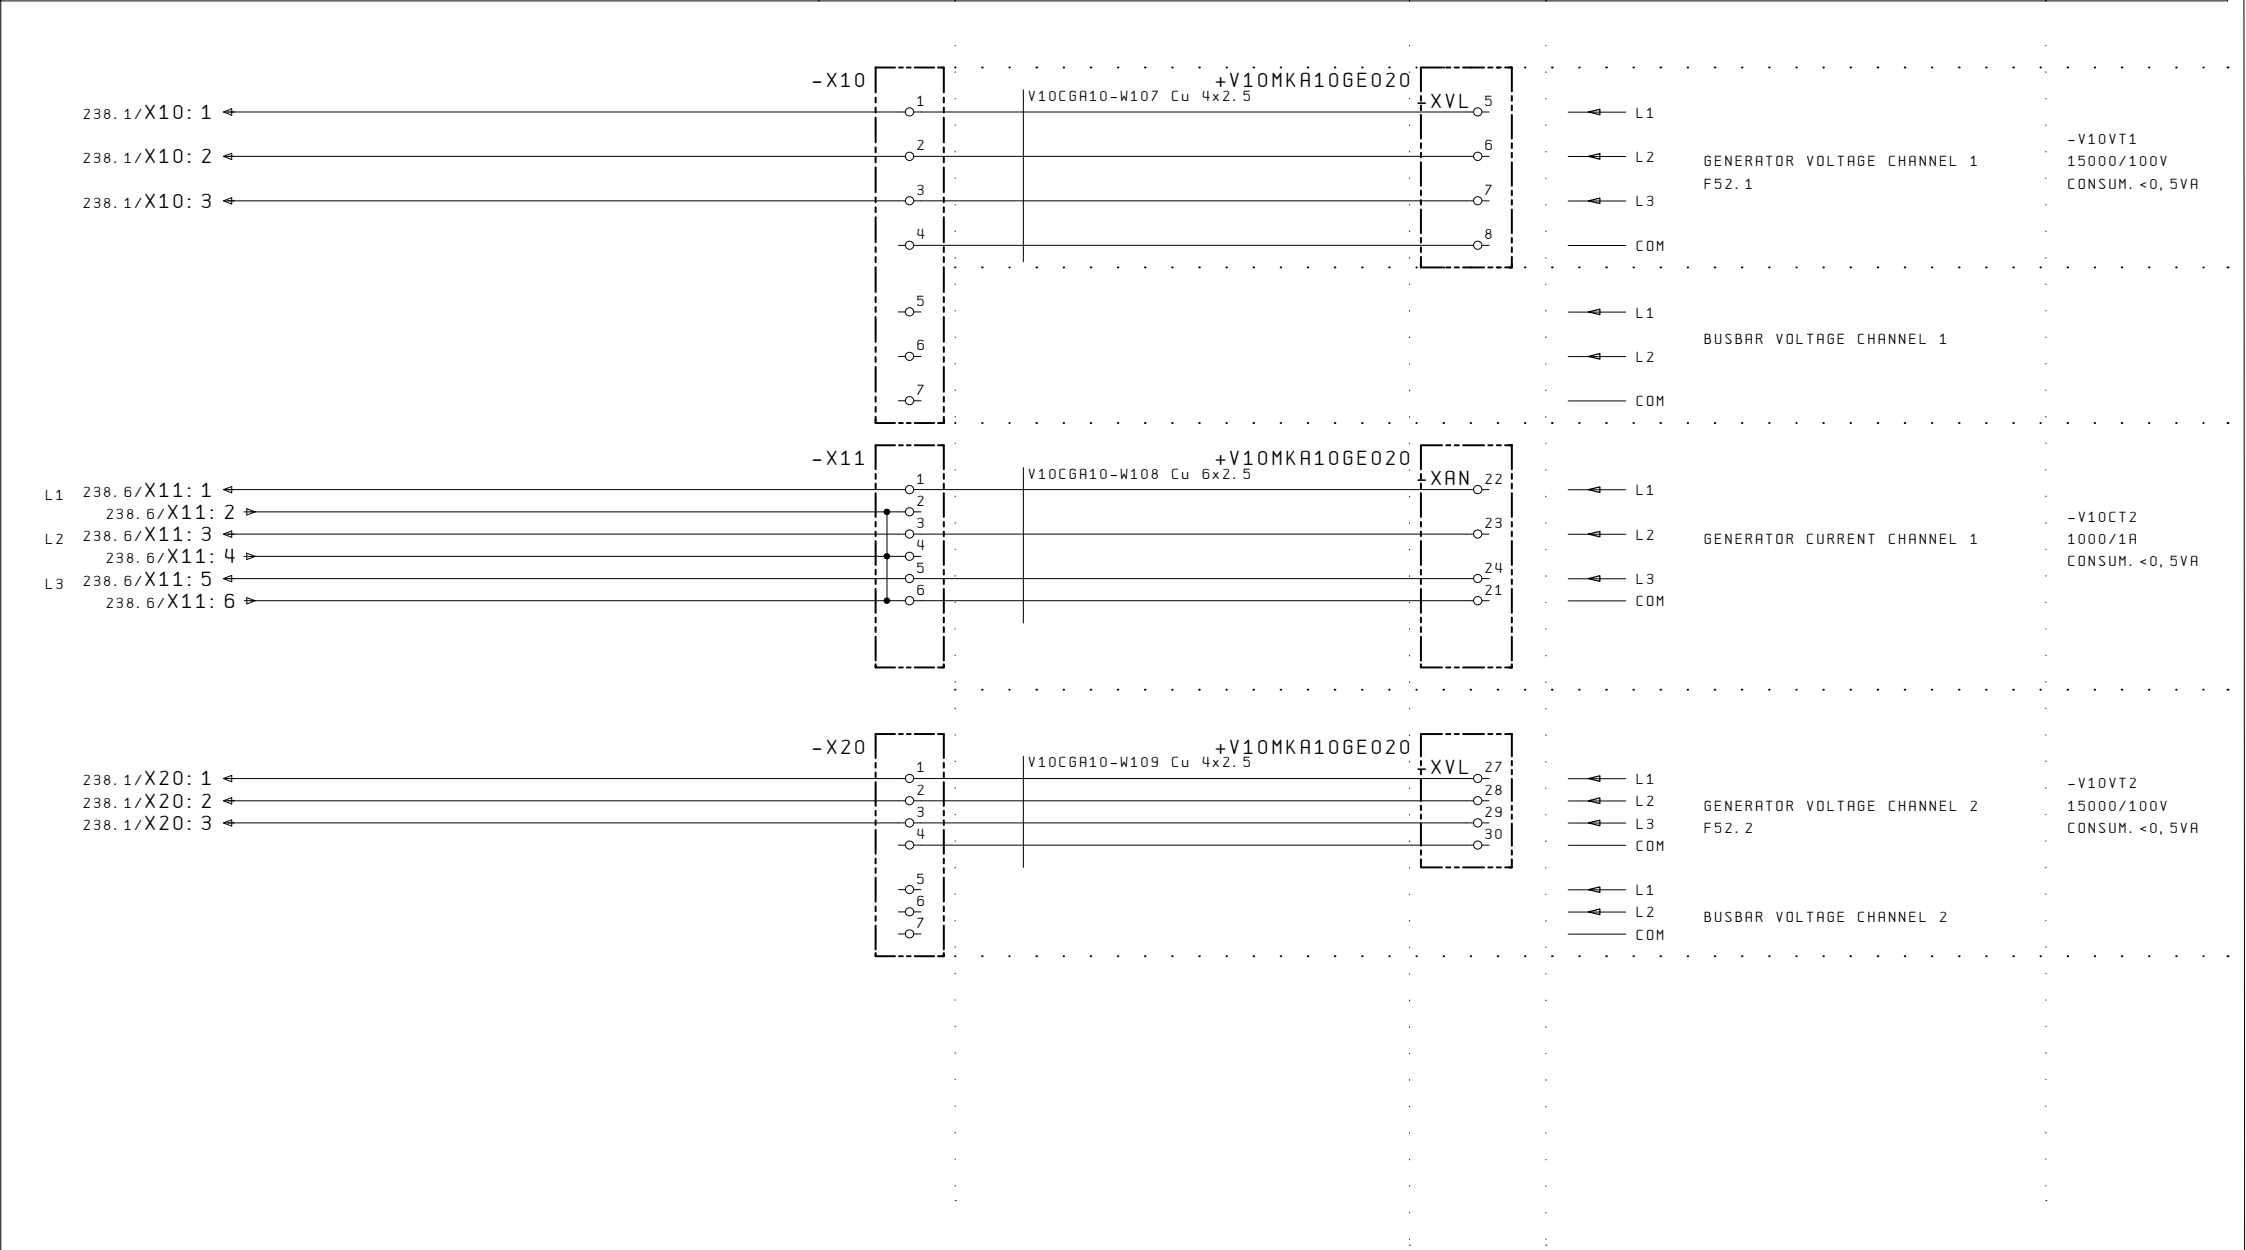 -X10 +V10MKA10GE020
V10CGA10-W107 Cu 4x2.5
-XVL
238.1/X10:1 1 5 L1
238.1/X10:2 2 6 L2
238.1/X10:3 3 7 L3
4 8 COM
GENERATOR VOLTAGE CHANNEL 1
F52.1
-V10VT1
15000/100V
CONSUM.<0,5VA
5 L1
6 L2
7 COM
BUSBAR VOLTAGE CHANNEL 1
-X11 +V10MKA10GE020
V10CGA10-W108 Cu 6x2.5
-XAN
L1 238.6/X11:1 1 22 L1
238.6/X11:2 2
L2 238.6/X11:3 3 23 L2
238.6/X11:4 4
L3 238.6/X11:5 5 24 L3
238.6/X11:6 6 21 COM
GENERATOR CURRENT CHANNEL 1
-V10CT2
1000/1A
CONSUM.<0,5VA
-X20 +V10MKA10GE020
V10CGA10-W109 Cu 4x2.5
-XVL
238.1/X20:1 1 27 L1
238.1/X20:2 2 28 L2
238.1/X20:3 3 29 L3
4 30 COM
GENERATOR VOLTAGE CHANNEL 2
F52.2
-V10VT2
15000/100V
CONSUM.<0,5VA
5 L1
6 L2
7 COM
BUSBAR VOLTAGE CHANNEL 2